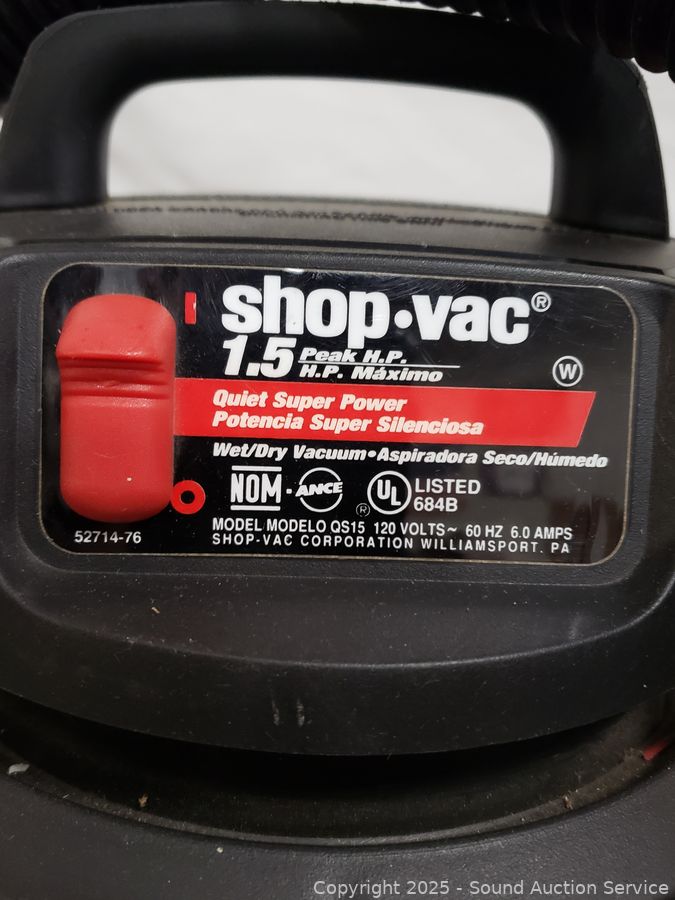 shop·vac®
1.5 Peak H.P.
H.P. Máximo
W
Quiet Super Power
Potencia Super Silenciosa
Wet/Dry Vacuum•Aspiradora Seco/Húmedo
NOM-ANCE UL® LISTED
684B
52714-76
MODEL/MODELO QS15 120 VOLTS~ 60 HZ 6.0 AMPS
SHOP-VAC CORPORATION WILLIAMSPORT, PA
Copyright 2025 - Sound Auction Service